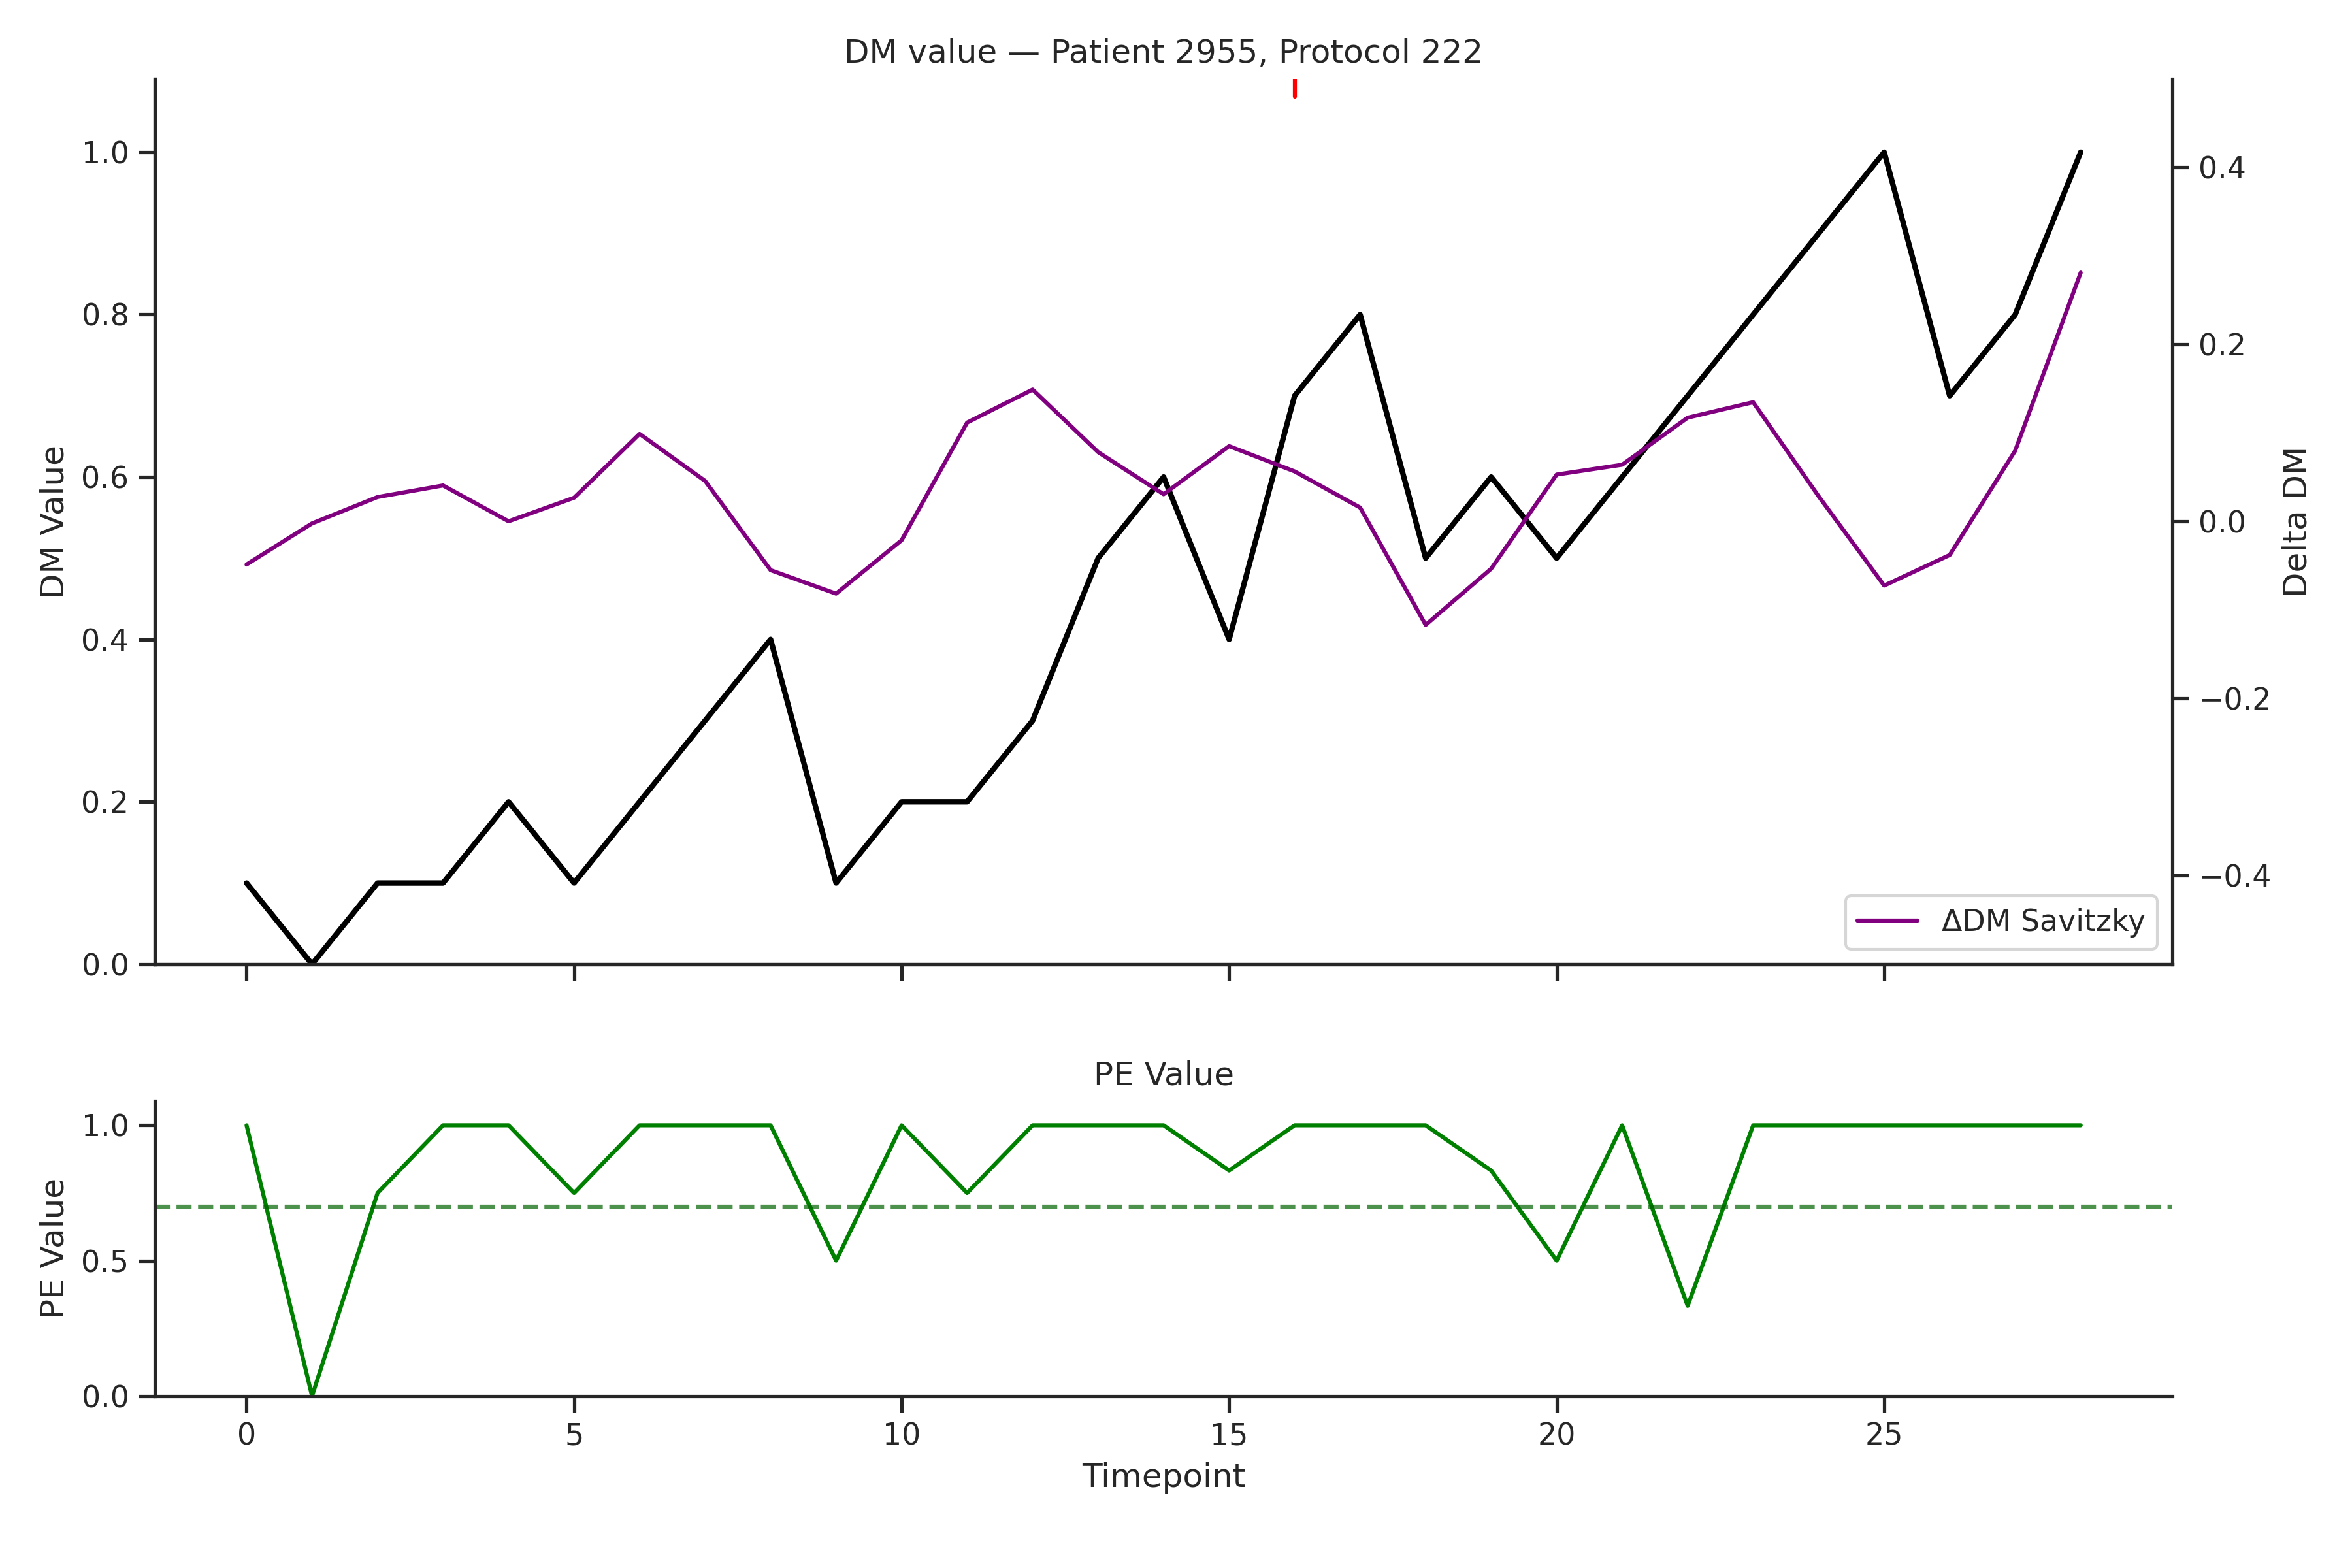 DM value — Patient 2955, Protocol 222
DM Value
1.0
0.8
0.6
0.4
0.2
0.0
Delta DM
0.4
0.2
0.0
−0.2
−0.4
ΔDM Savitzky
PE Value
PE Value
1.0
0.5
0.0
0 5 10 15 20 25
Timepoint